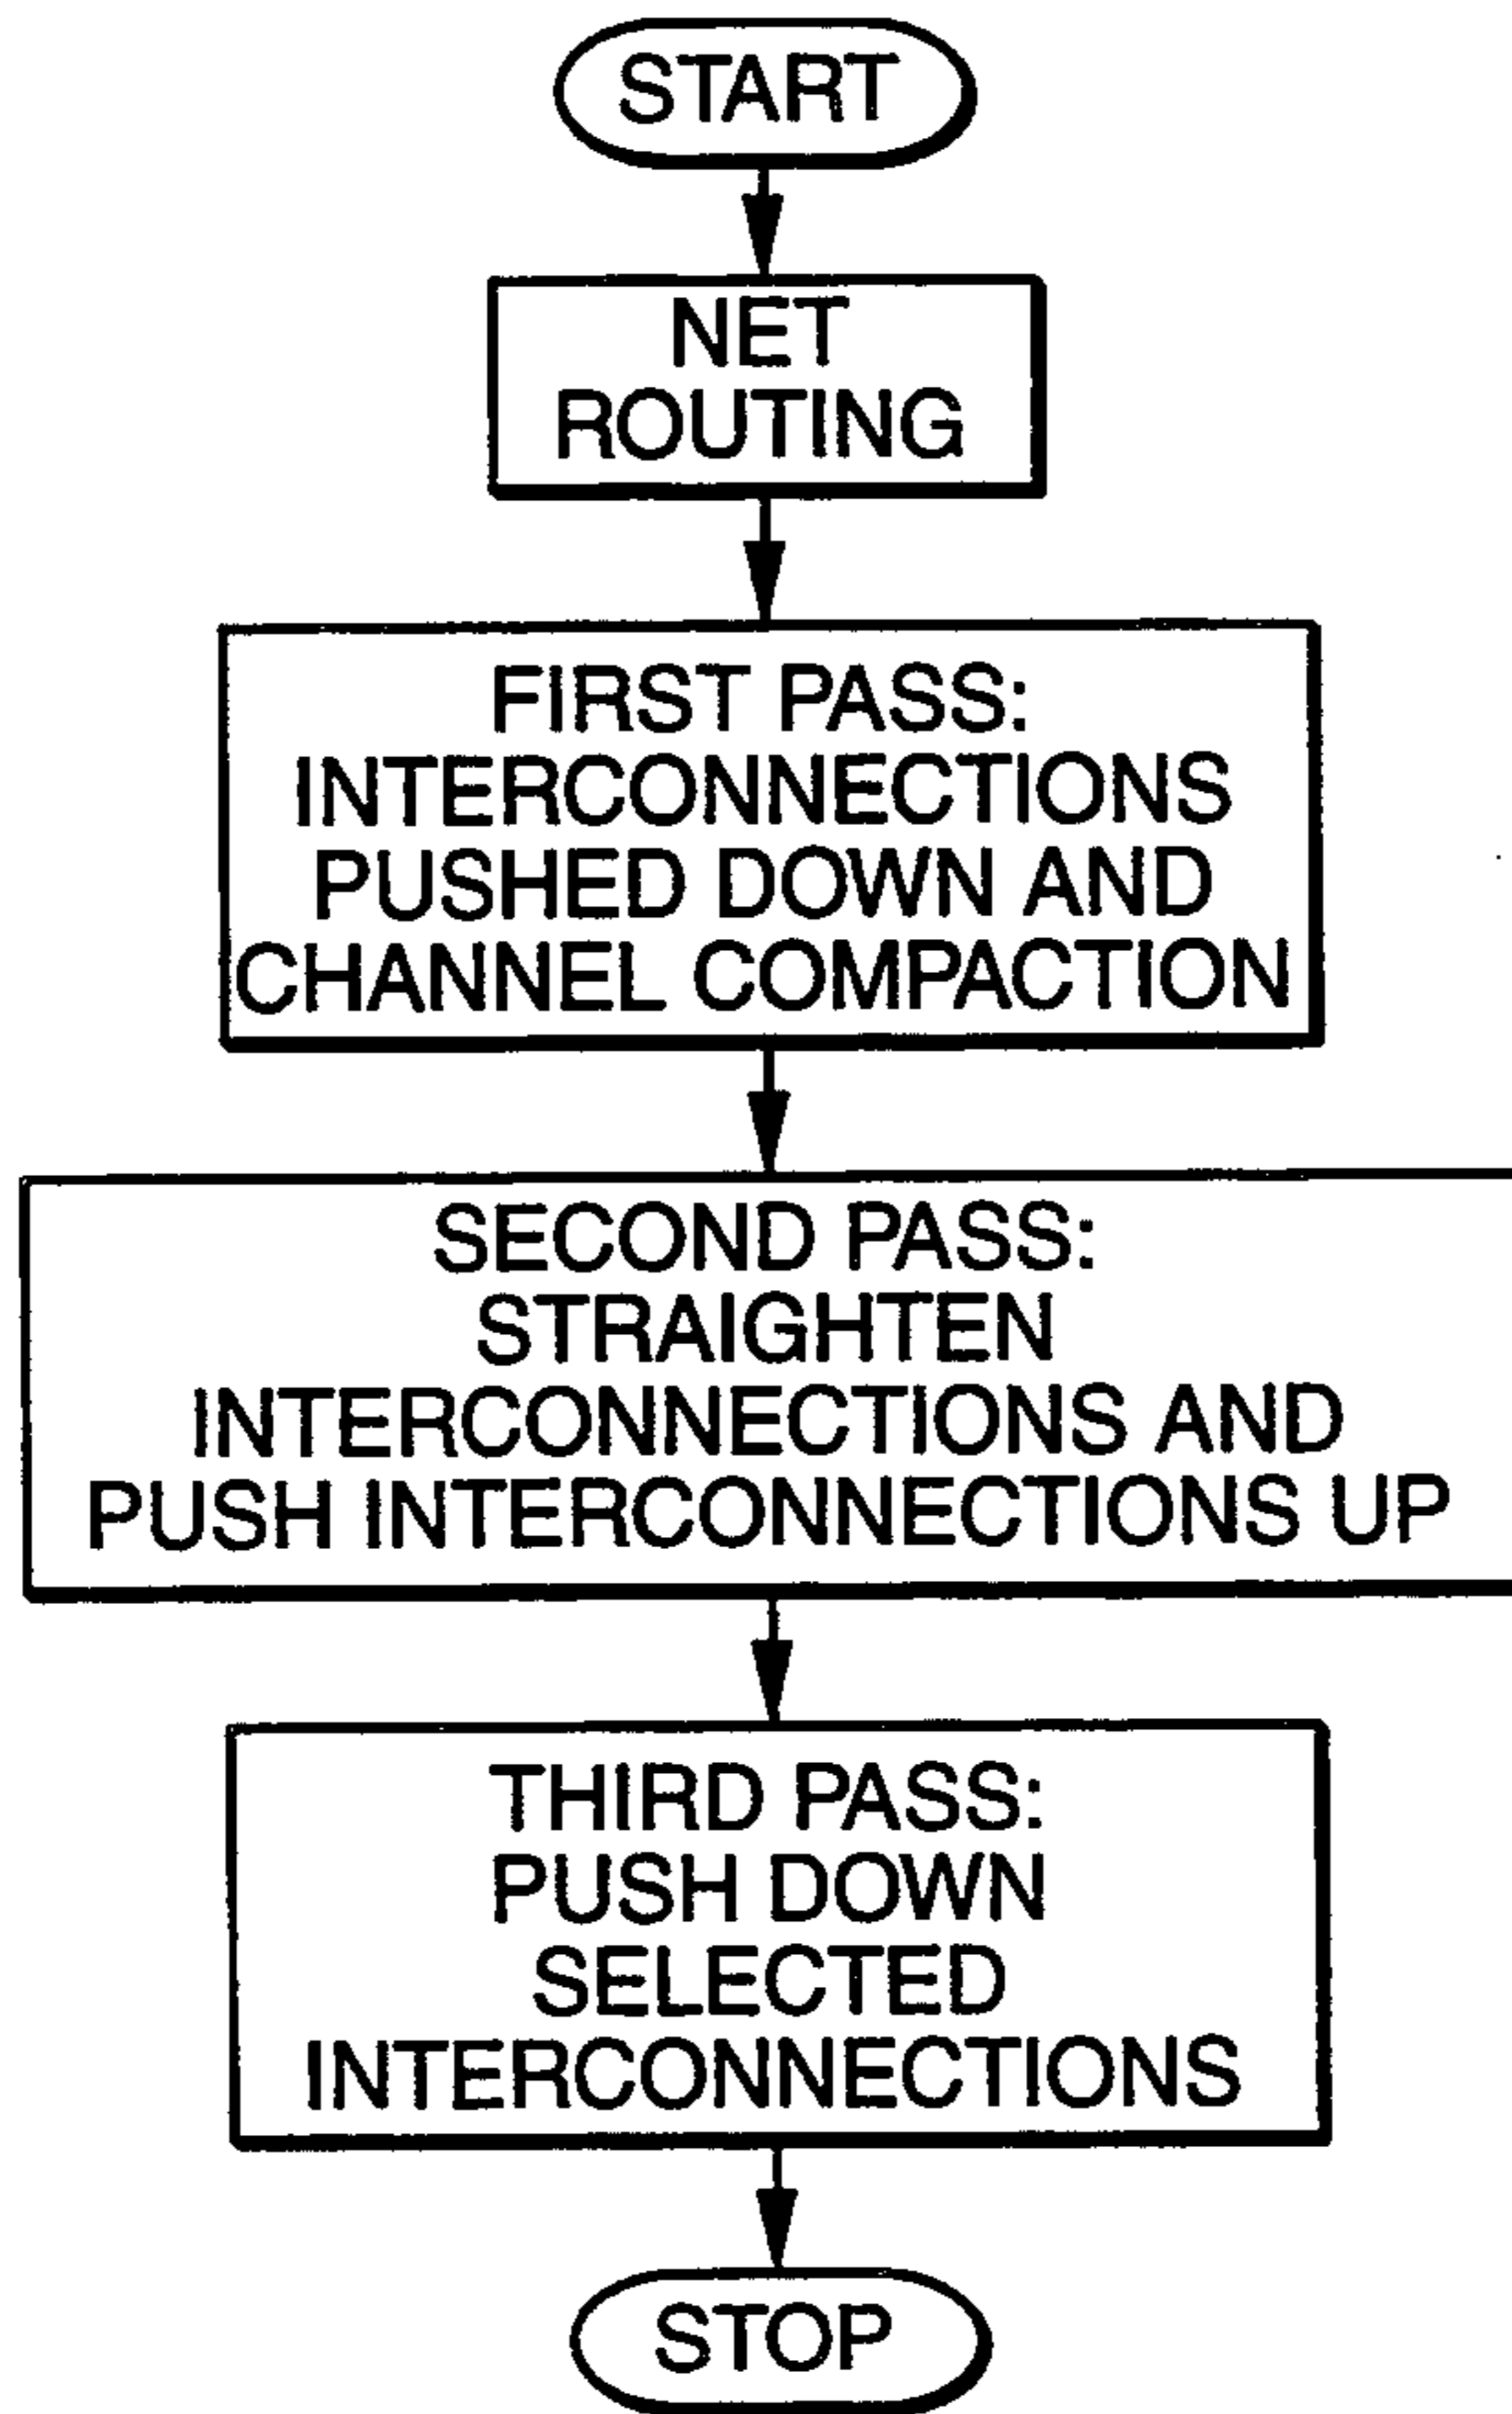 START
NET
ROUTING
FIRST PASS:
INTERCONNECTIONS
PUSHED DOWN AND
CHANNEL COMPACTION
SECOND PASS:
STRAIGHTEN
INTERCONNECTIONS AND
PUSH INTERCONNECTIONS UP
THIRD PASS:
PUSH DOWN
SELECTED
INTERCONNECTIONS
STOP